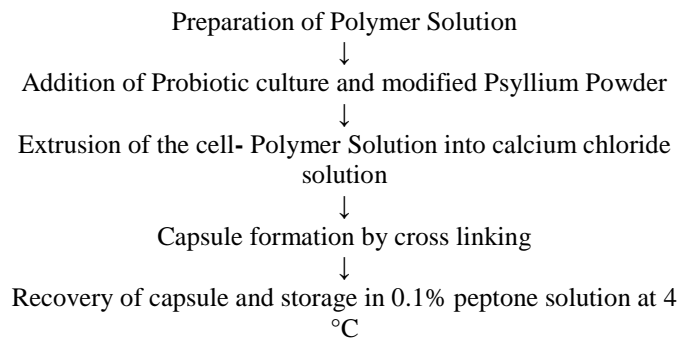 Preparation of Polymer Solution
↓
Addition of Probiotic culture and modified Psyllium Powder
↓
Extrusion of the cell- Polymer Solution into calcium chloride
solution
↓
Capsule formation by cross linking
↓
Recovery of capsule and storage in 0.1% peptone solution at 4
°C